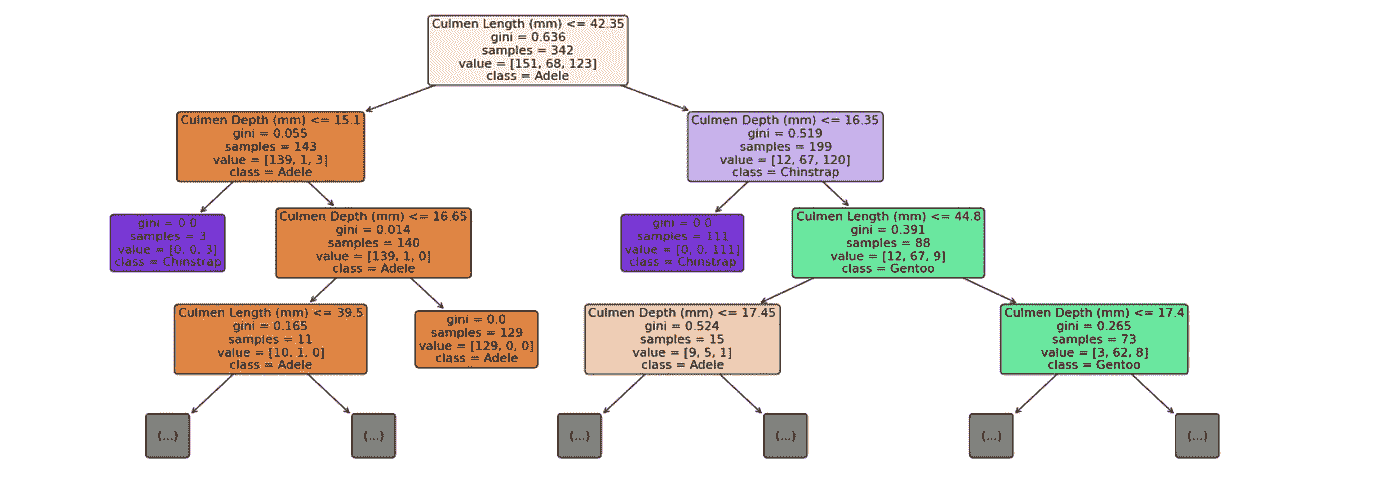 Culmen Length (mm) <= 42.35
gini = 0.636
samples = 342
value = [151, 68, 123]
class = Adele
Culmen Depth (mm) <= 15.1
gini = 0.055
samples = 143
value = [139, 1, 3]
class = Adele
Culmen Depth (mm) <= 16.35
gini = 0.519
samples = 199
value = [12, 67, 120]
class = Chinstrap
gini = 0.0
samples = 3
value = [0, 0, 3]
class = Chinstrap
Culmen Depth (mm) <= 16.65
gini = 0.014
samples = 140
value = [139, 1, 0]
class = Adele
gini = 0.0
samples = 111
value = [0, 0, 111]
class = Chinstrap
Culmen Length (mm) <= 44.8
gini = 0.391
samples = 88
value = [12, 67, 9]
class = Gentoo
Culmen Length (mm) <= 39.5
gini = 0.165
samples = 11
value = [10, 1, 0]
class = Adele
gini = 0.0
samples = 129
value = [129, 0, 0]
class = Adele
Culmen Depth (mm) <= 17.45
gini = 0.524
samples = 15
value = [9, 5, 1]
class = Adele
Culmen Depth (mm) <= 17.4
gini = 0.265
samples = 73
value = [3, 62, 8]
class = Gentoo
(...)
(...)
(...)
(...)
(...)
(...)